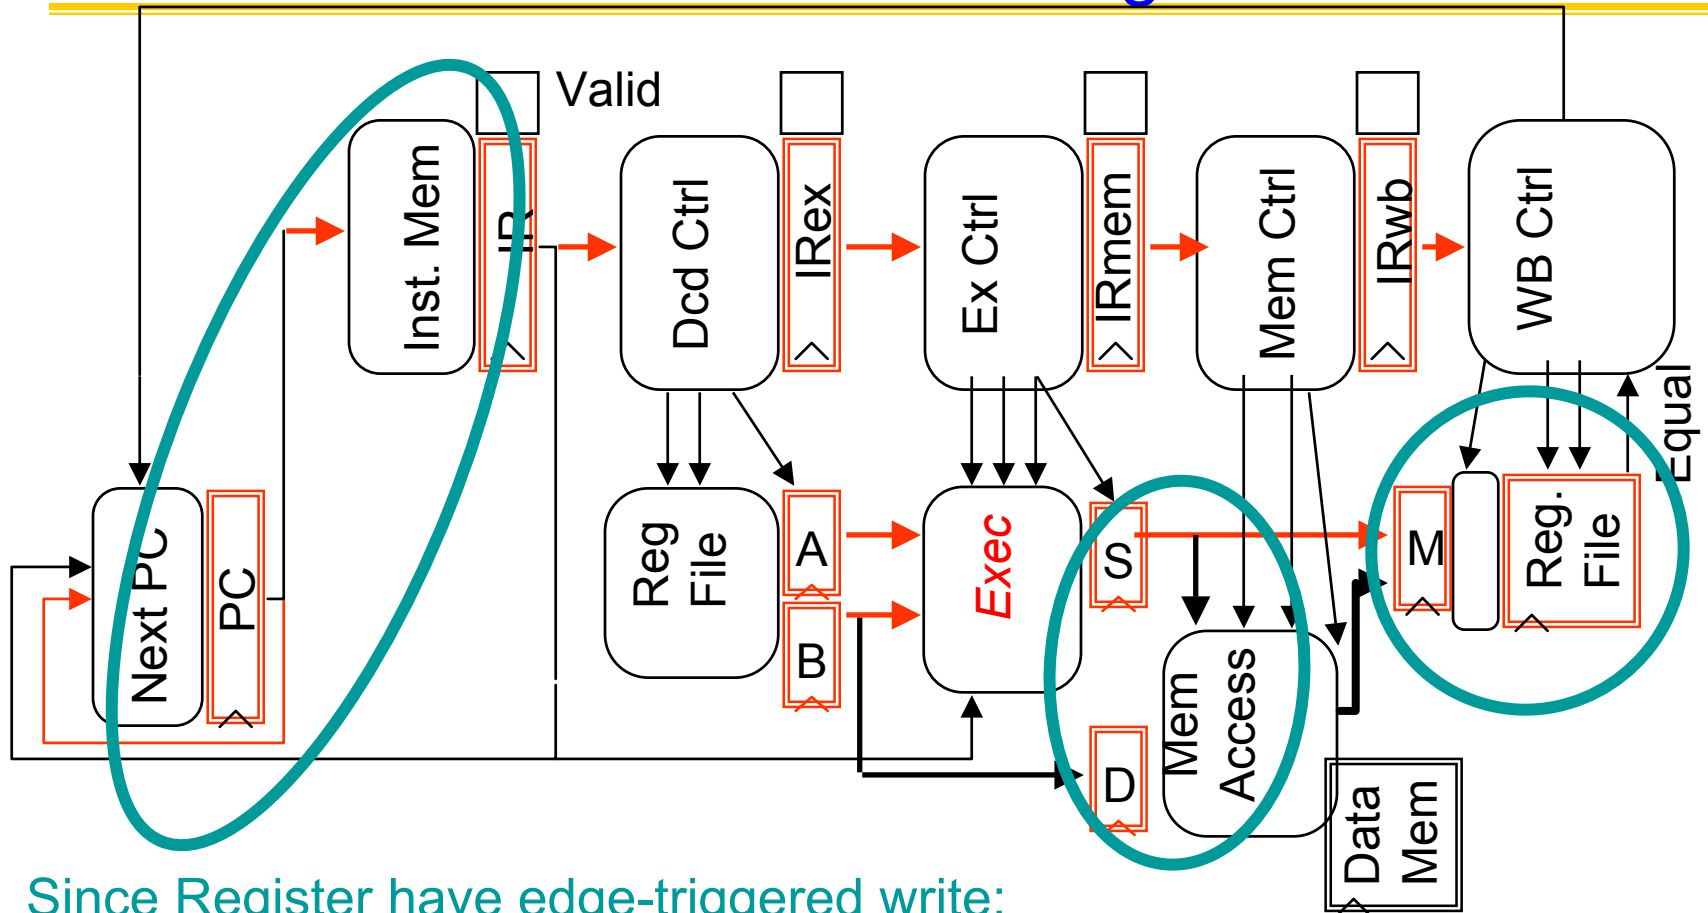 g
Valid
Inst. Mem
IR
Dcd Ctrl
IRex
Ex Ctrl
IRmem
Mem Ctrl
IRwb
WB Ctrl
Equal
Next PC
PC
Reg
File
A
B
Exec
S
D
Mem
Access
M
Reg.
File
Data
Mem
Since Register have edge-triggered write: